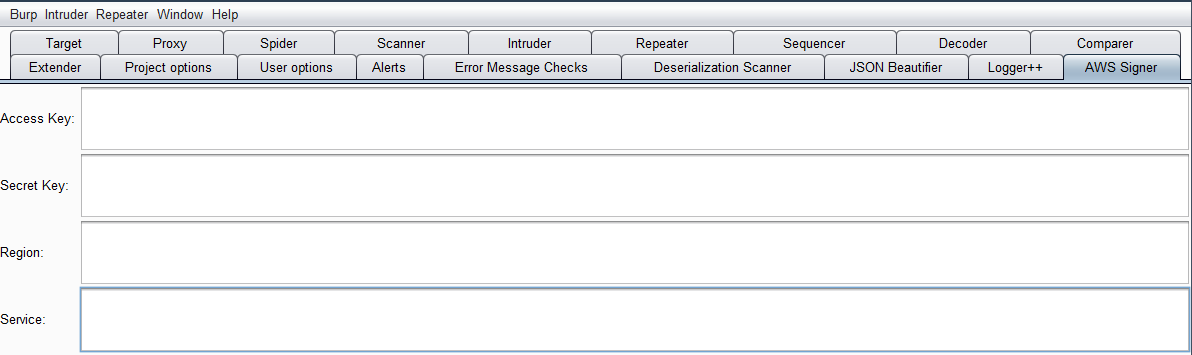 Burp Intruder Repeater Window Help
Target Proxy Spider Scanner Intruder Repeater Sequencer Decoder Comparer
Extender Project options User options Alerts Error Message Checks Deserialization Scanner JSON Beautifier Logger++ AWS Signer
Access Key:
Secret Key:
Region:
Service: